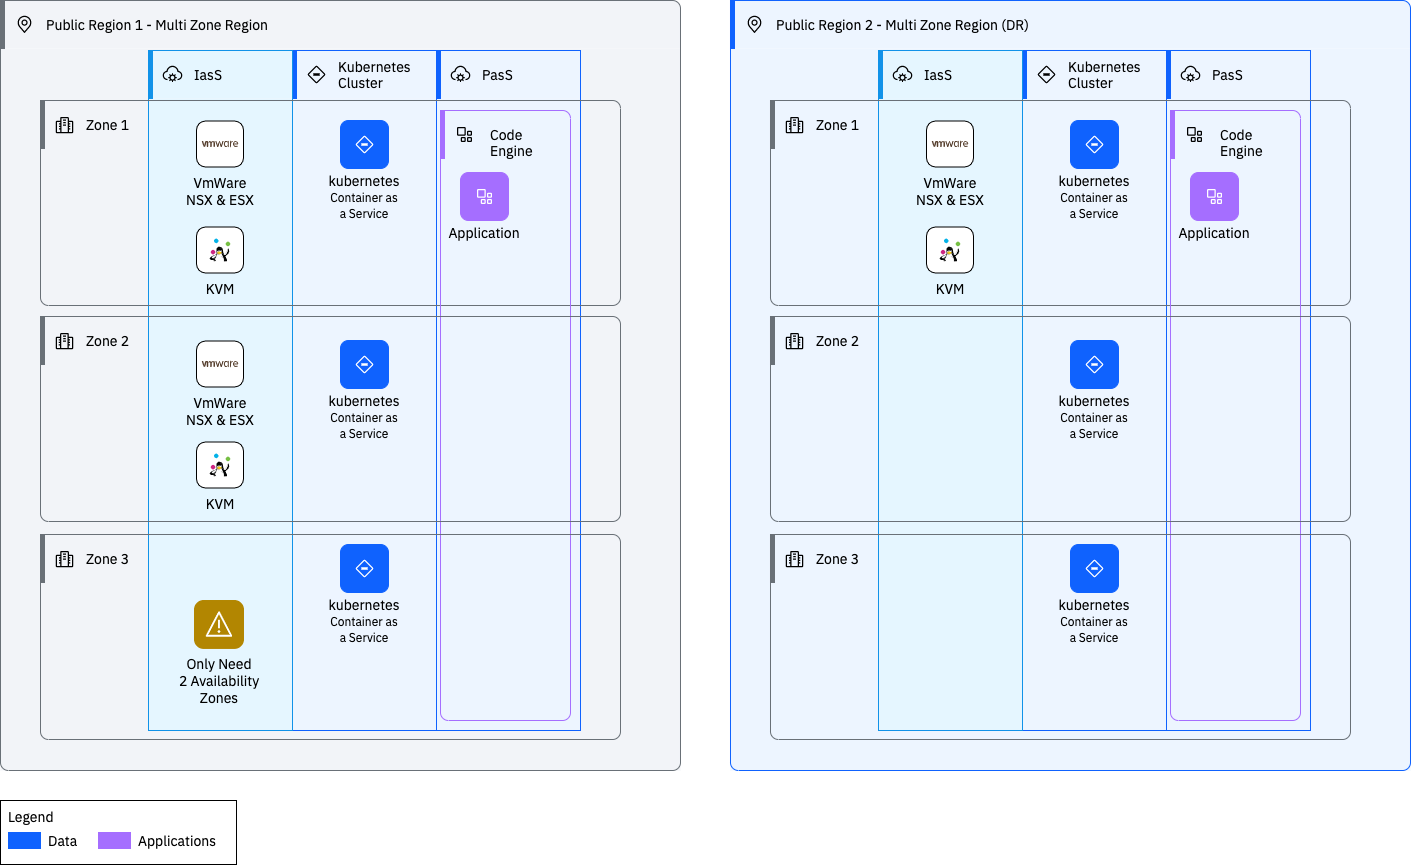 Public Region 1 - Multi Zone Region
IasS
Kubernetes
Cluster
PasS
Zone 1
vmware
VmWare
NSX & ESX
KVM
kubernetes
Container as
a Service
Code
Engine
Application
Zone 2
vmware
VmWare
NSX & ESX
KVM
kubernetes
Container as
a Service
Zone 3
Only Need
2 Availability
Zones
kubernetes
Container as
a Service
Public Region 2 - Multi Zone Region (DR)
IasS
Kubernetes
Cluster
PasS
Zone 1
vmware
VmWare
NSX & ESX
KVM
kubernetes
Container as
a Service
Code
Engine
Application
Zone 2
kubernetes
Container as
a Service
Zone 3
kubernetes
Container as
a Service
Legend
Data
Applications